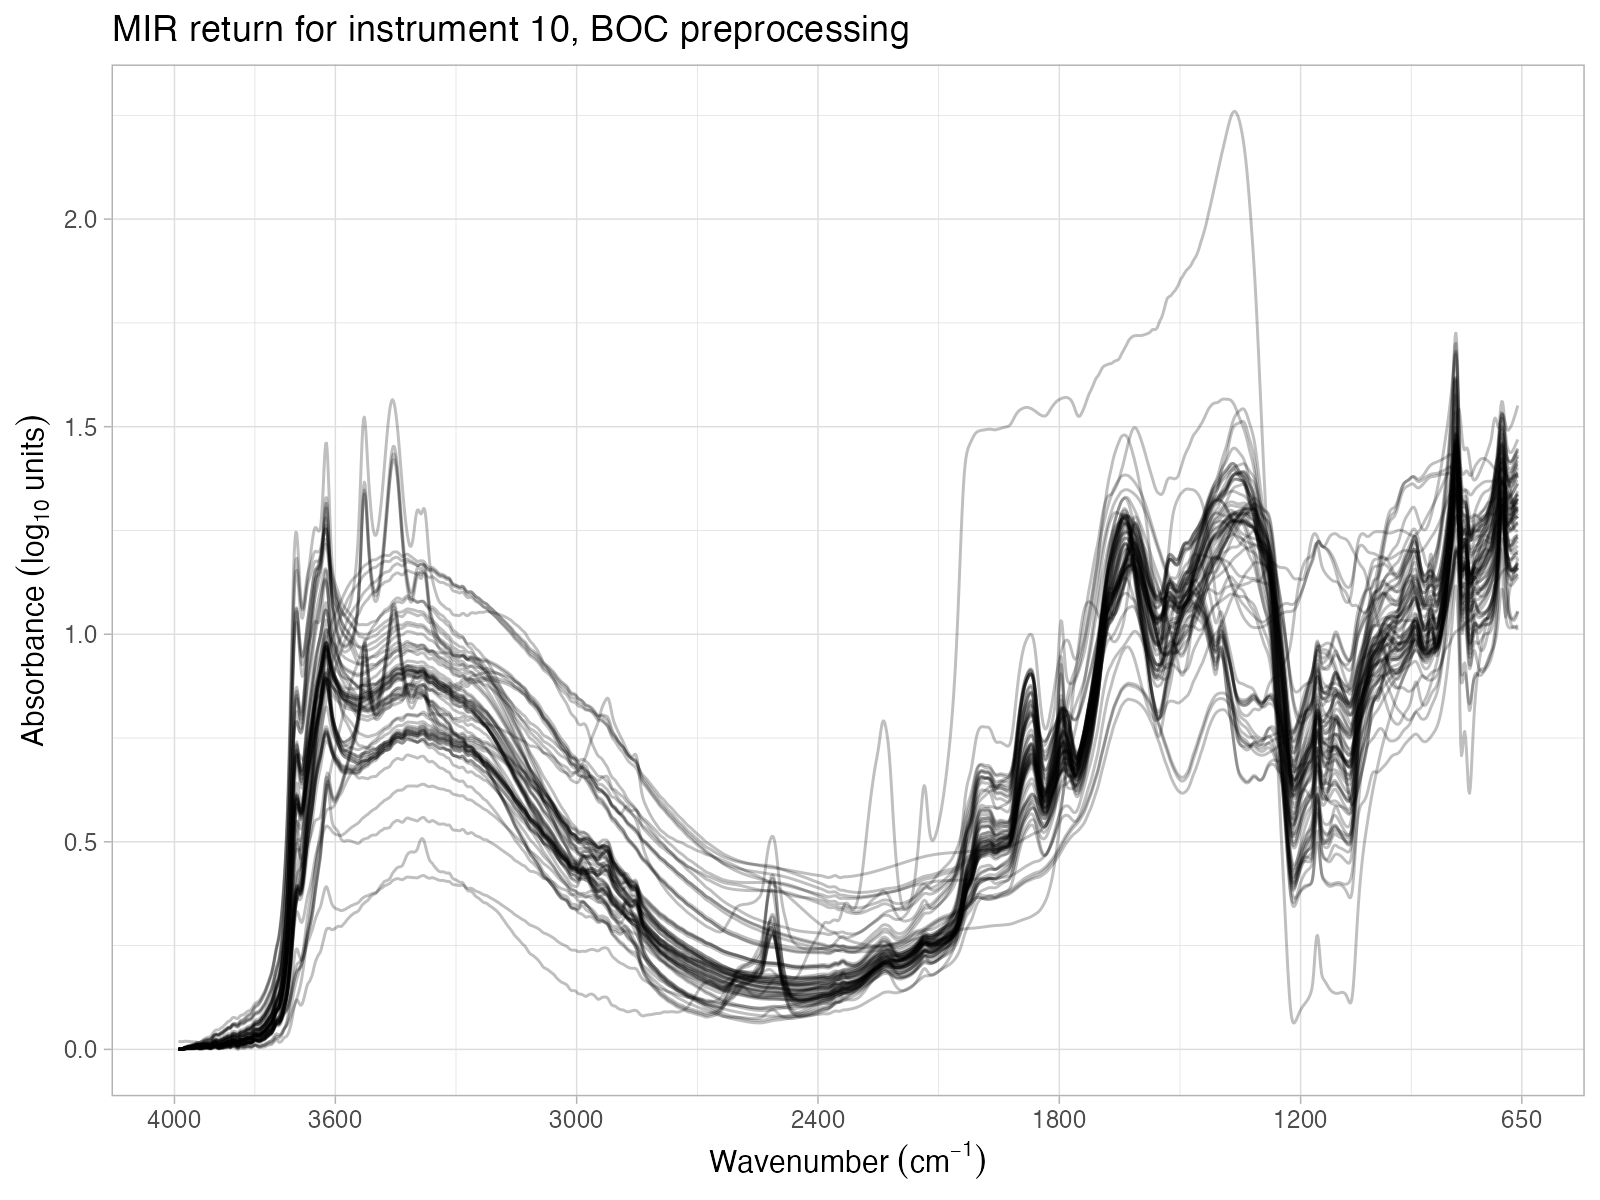 MIR return for instrument 10, BOC preprocessing
Absorbance (log₁₀ units)
2.0
1.5
1.0
0.5
0.0
4000 3600 3000 2400 1800 1200 650
Wavenumber (cm⁻¹)